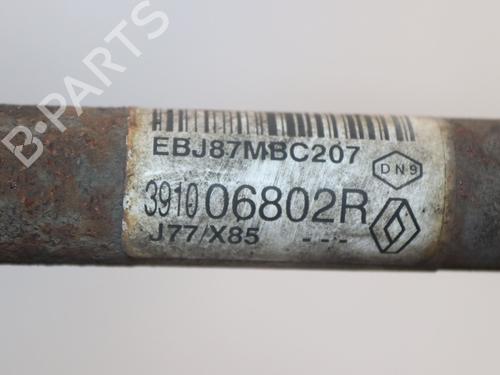 EBJ87MBC207
DN9
391006802R
J77/X85 ---
B-PARTS